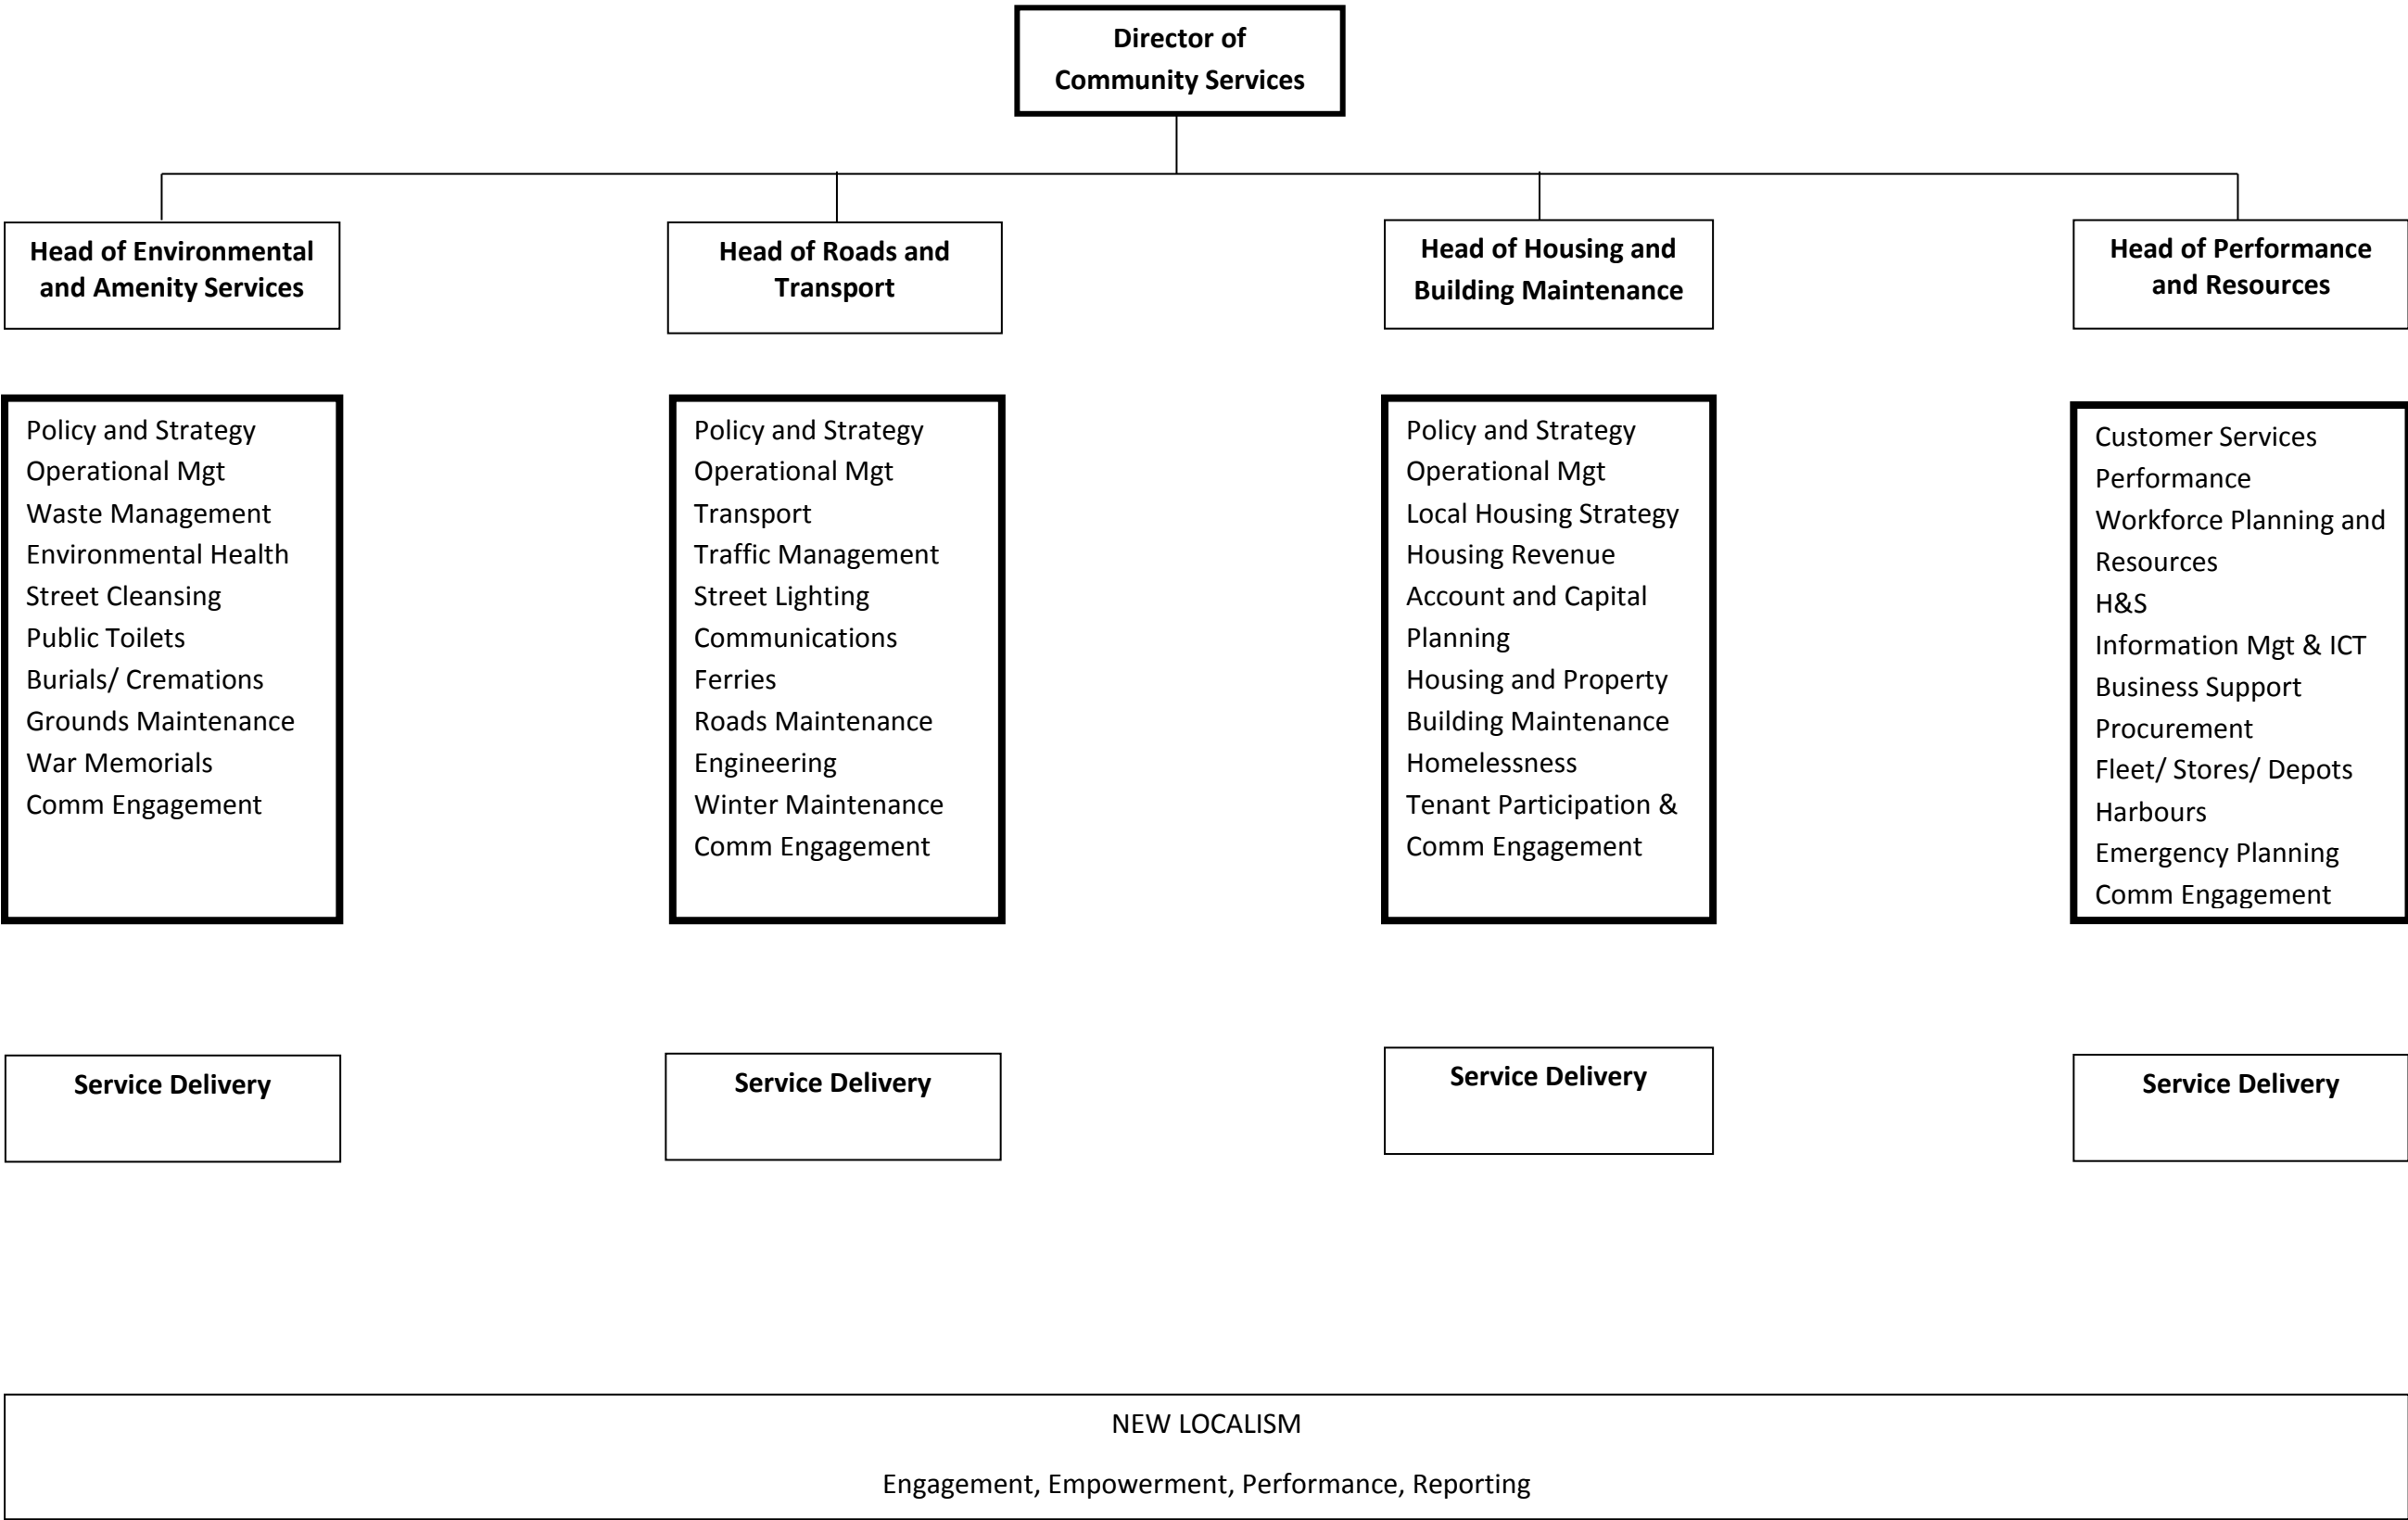 Director of
Community Services
Head of Environmental
and Amenity Services
Head of Roads and
Transport
Head of Housing and
Building Maintenance
Head of Performance
and Resources
Policy and Strategy
Operational Mgt
Waste Management
Environmental Health
Street Cleansing
Public Toilets
Burials/ Cremations
Grounds Maintenance
War Memorials
Comm Engagement
Policy and Strategy
Operational Mgt
Transport
Traffic Management
Street Lighting
Communications
Ferries
Roads Maintenance
Engineering
Winter Maintenance
Comm Engagement
Policy and Strategy
Operational Mgt
Local Housing Strategy
Housing Revenue
Account and Capital
Planning
Housing and Property
Building Maintenance
Homelessness
Tenant Participation &
Comm Engagement
Customer Services
Performance
Workforce Planning and
Resources
H&S
Information Mgt & ICT
Business Support
Procurement
Fleet/ Stores/ Depots
Harbours
Emergency Planning
Comm Engagement
Service Delivery
Service Delivery
Service Delivery
Service Delivery
NEW LOCALISM
Engagement, Empowerment, Performance, Reporting